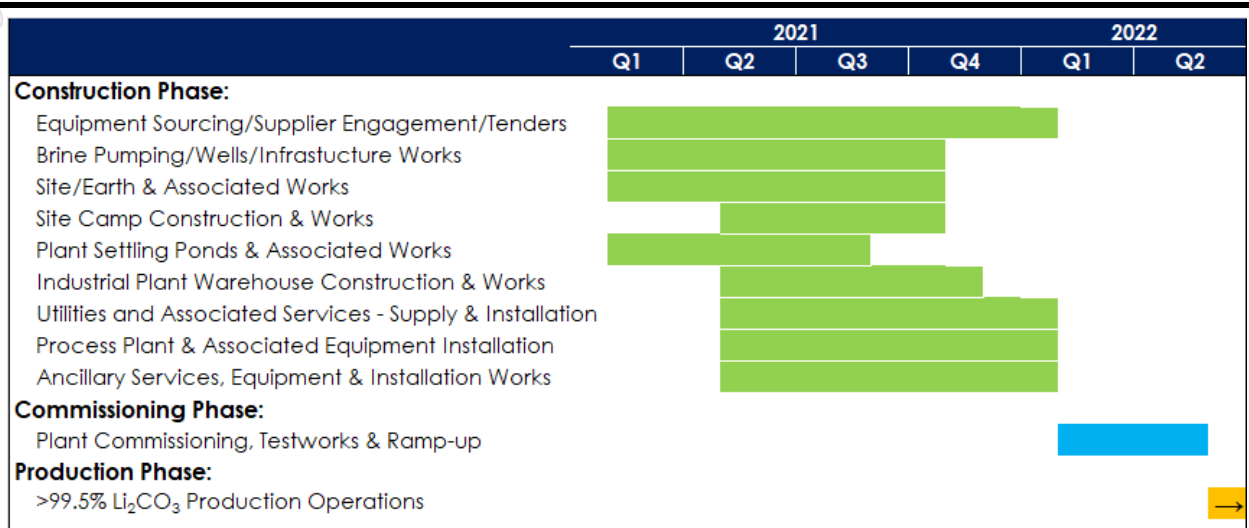 2021 2022
Q1 Q2 Q3 Q4 Q1 Q2
Construction Phase:
Equipment Sourcing/Supplier Engagement/Tenders
Brine Pumping/Wells/Infrastucture Works
Site/Earth & Associated Works
Site Camp Construction & Works
Plant Settling Ponds & Associated Works
Industrial Plant Warehouse Construction & Works
Utilities and Associated Services - Supply & Installation
Process Plant & Associated Equipment Installation
Ancillary Services, Equipment & Installation Works
Commissioning Phase:
Plant Commissioning, Testworks & Ramp-up
Production Phase:
>99.5% Li₂CO₃ Production Operations →